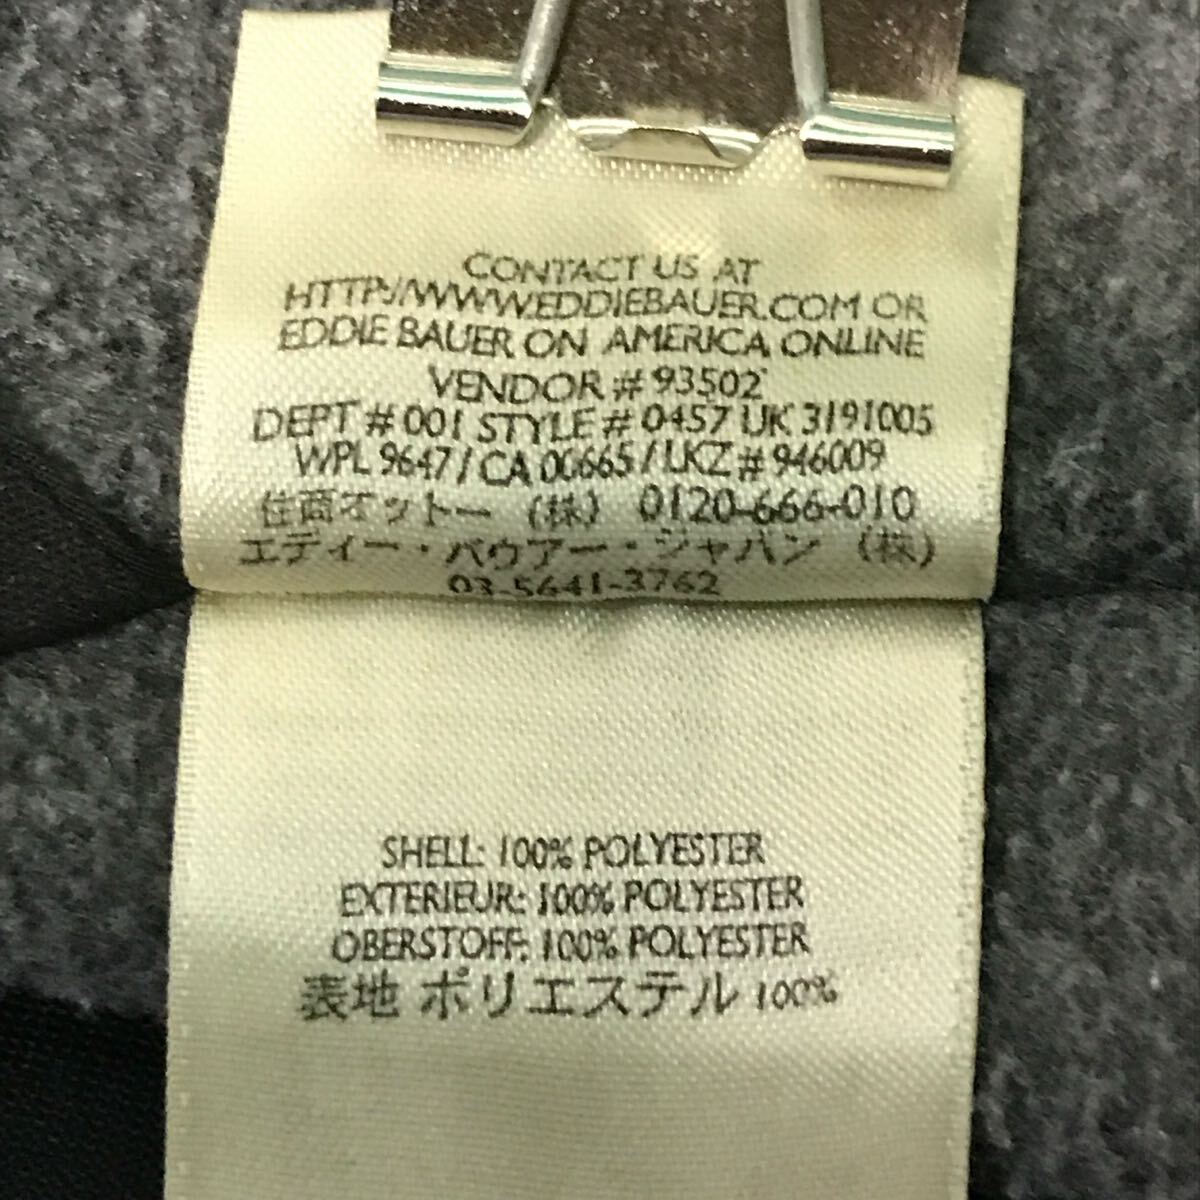 CONTACT US AT
HTTP://WWW.EDDIEBAUER.COM OR
EDDIE BAUER ON AMERICA ONLINE
VENDOR # 93502
DEPT # 001 STYLE # 0457 UK 3191005
WPL 9647 / CA 00665 / LKZ # 946009
住商オットー (株) 0120-666-010
エディー・バウアー・ジャパン (株)
03-5641-3762
SHELL: 100% POLYESTER
EXTERIEUR: 100% POLYESTER
OBERSTOFF: 100% POLYESTER
表地 ポリエステル 100%